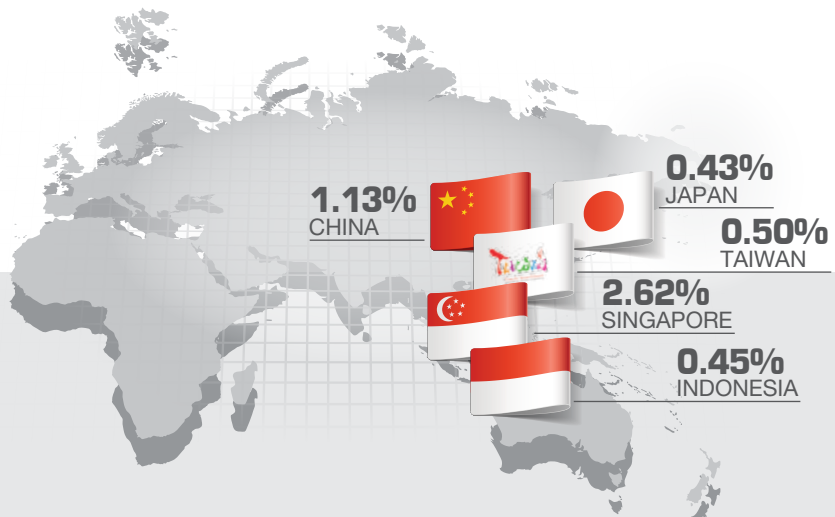 1.13%
CHINA
0.43%
JAPAN
0.50%
TAIWAN
2.62%
SINGAPORE
0.45%
INDONESIA